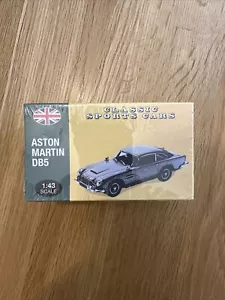 CLASSIC
SPORTS CARS
ASTON
MARTIN
DB5
1:43
SCALE